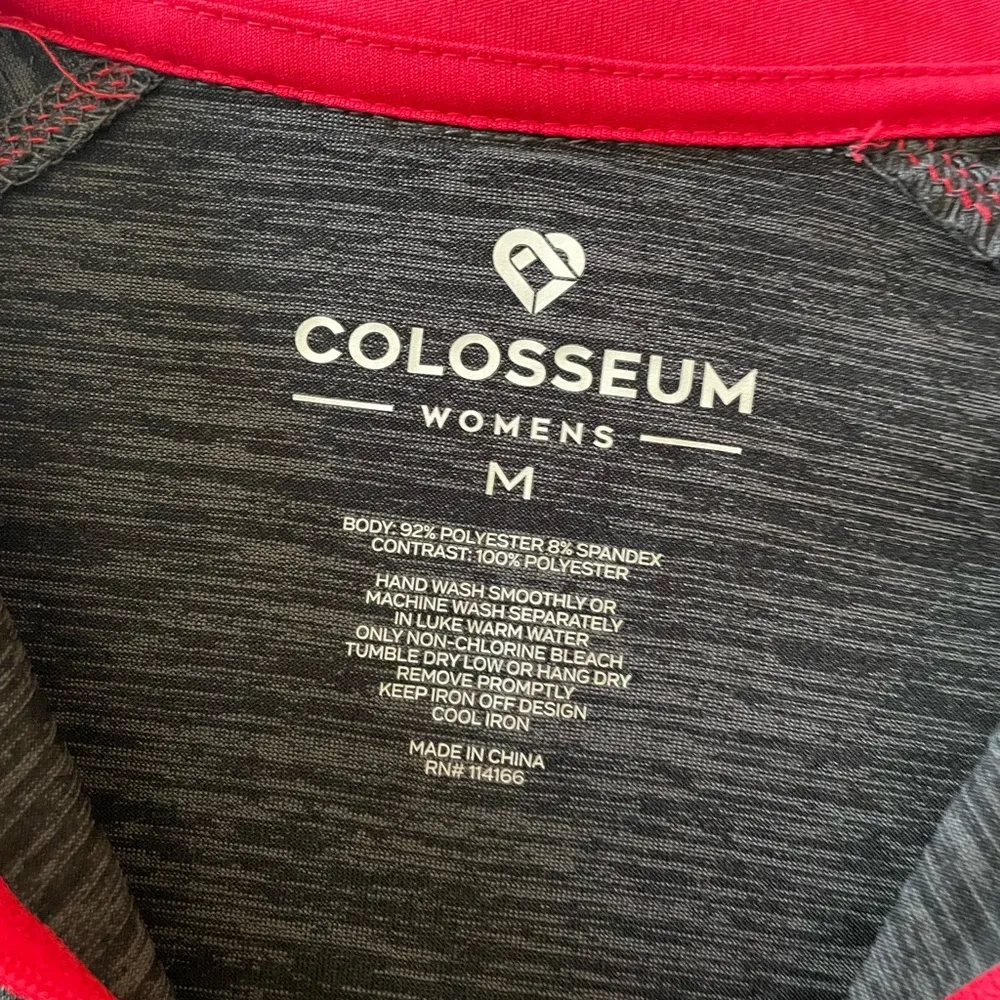 COLOSSEUM
WOMENS
M
BODY: 92% POLYESTER 8% SPANDEX
CONTRAST: 100% POLYESTER
HAND WASH SMOOTHLY OR
MACHINE WASH SEPARATELY
IN LUKE WARM WATER
ONLY NON-CHLORINE BLEACH
TUMBLE DRY LOW OR HANG DRY
REMOVE PROMPTLY
KEEP IRON OFF DESIGN
COOL IRON
MADE IN CHINA
RN# 114166